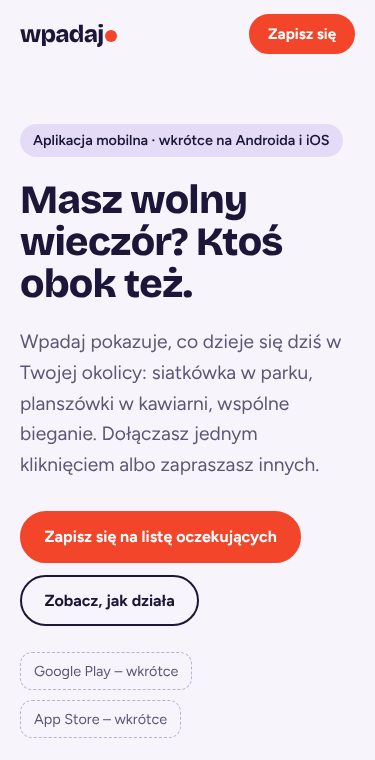 wpadaj
Zapisz się
Aplikacja mobilna · wkrótce na Androida i iOS
Masz wolny
wieczór? Ktoś
obok też.
Wpadaj pokazuje, co dzieje się dziś w
Twojej okolicy: siatkówka w parku,
planszówki w kawiarni, wspólne
bieganie. Dołączasz jednym
kliknięciem albo zapraszasz innych.
Zapisz się na listę oczekujących
Zobacz, jak działa
Google Play – wkrótce
App Store – wkrótce